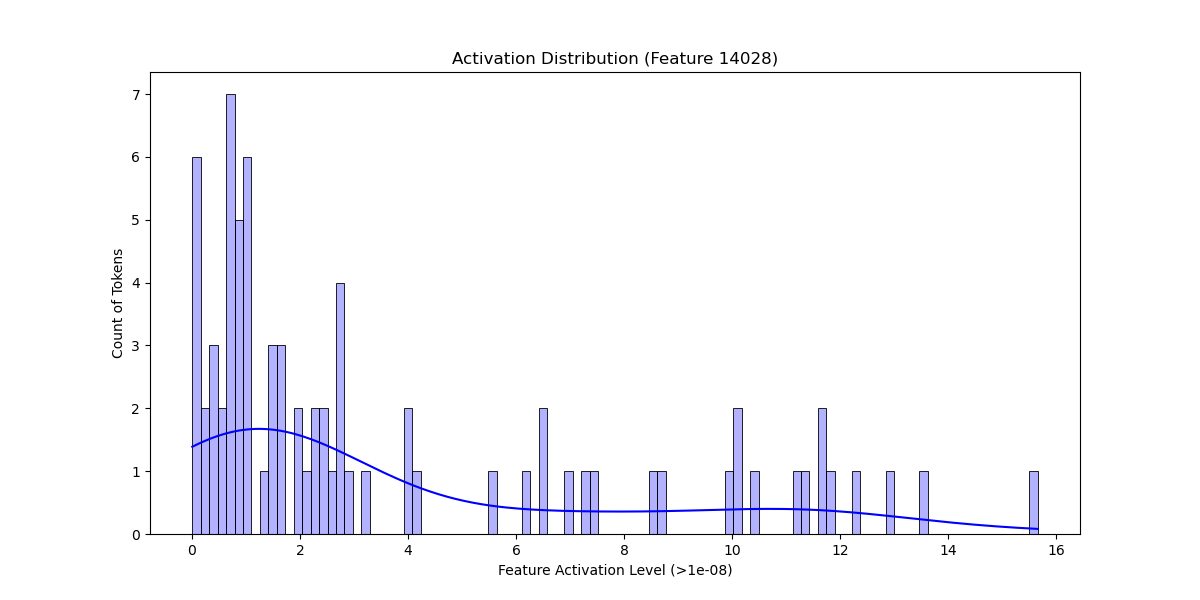 Activation Distribution (Feature 14028)
7
6
5
4
3
2
1
0
Count of Tokens
0 2 4 6 8 10 12 14 16
Feature Activation Level (>1e-08)